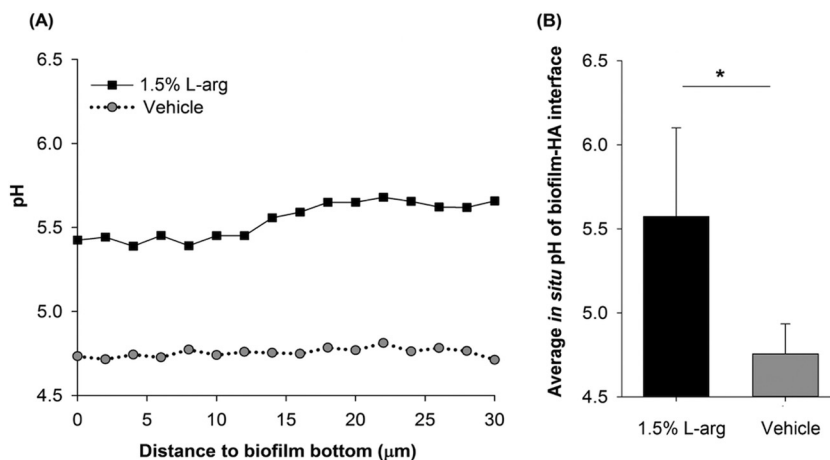 (A)
6.5
6.0
5.5
5.0
4.5
pH
1.5% L-arg
Vehicle
0 5 10 15 20 25 30
Distance to biofilm bottom (μm)
(B)
6.5
6.0
5.5
5.0
4.5
Average in situ pH of biofilm-HA interface
*
1.5% L-arg Vehicle